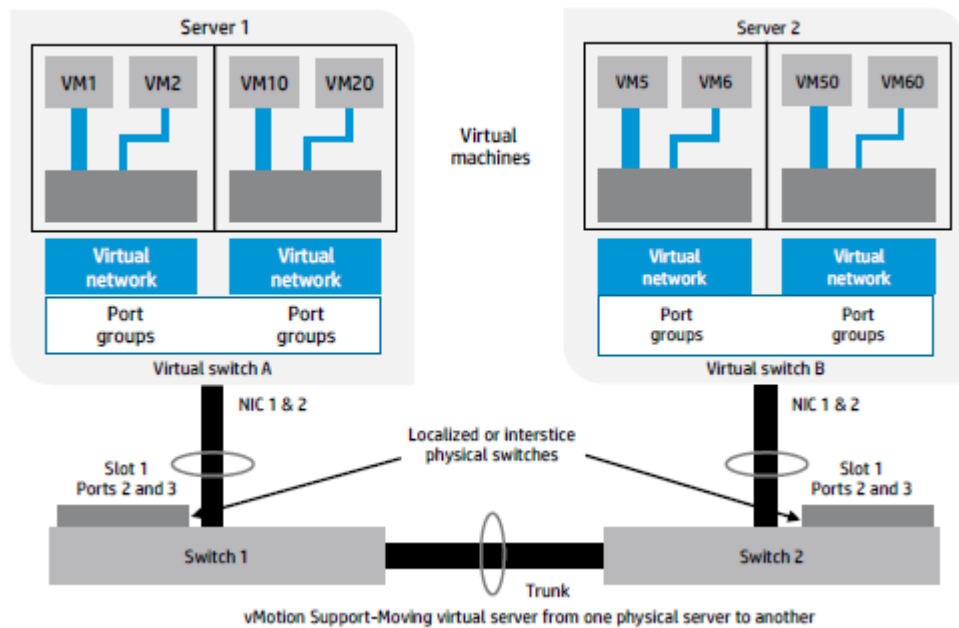 Server 1
VM1
VM2
VM10
VM20
Virtual
network
Virtual
network
Port
groups
Port
groups
Virtual switch A
NIC 1 & 2
Virtual
machines
Server 2
VM5
VM6
VM50
VM60
Virtual
network
Virtual
network
Port
groups
Port
groups
Virtual switch B
NIC 1 & 2
Localized or interstice
physical switches
Slot 1
Ports 2 and 3
Slot 1
Ports 2 and 3
Switch 1
Switch 2
Trunk
vMotion Support-Moving virtual server from one physical server to another